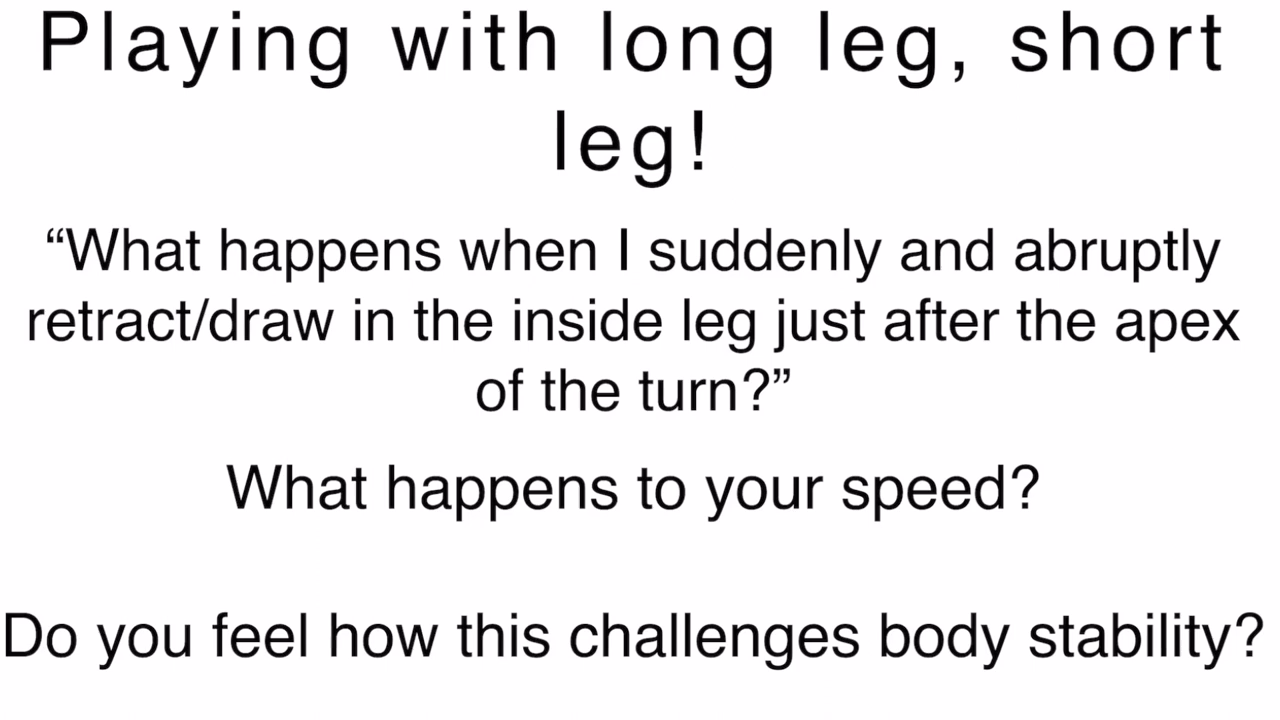 Playing with long leg, short
leg!
“What happens when I suddenly and abruptly
retract/draw in the inside leg just after the apex
of the turn?”
What happens to your speed?
Do you feel how this challenges body stability?